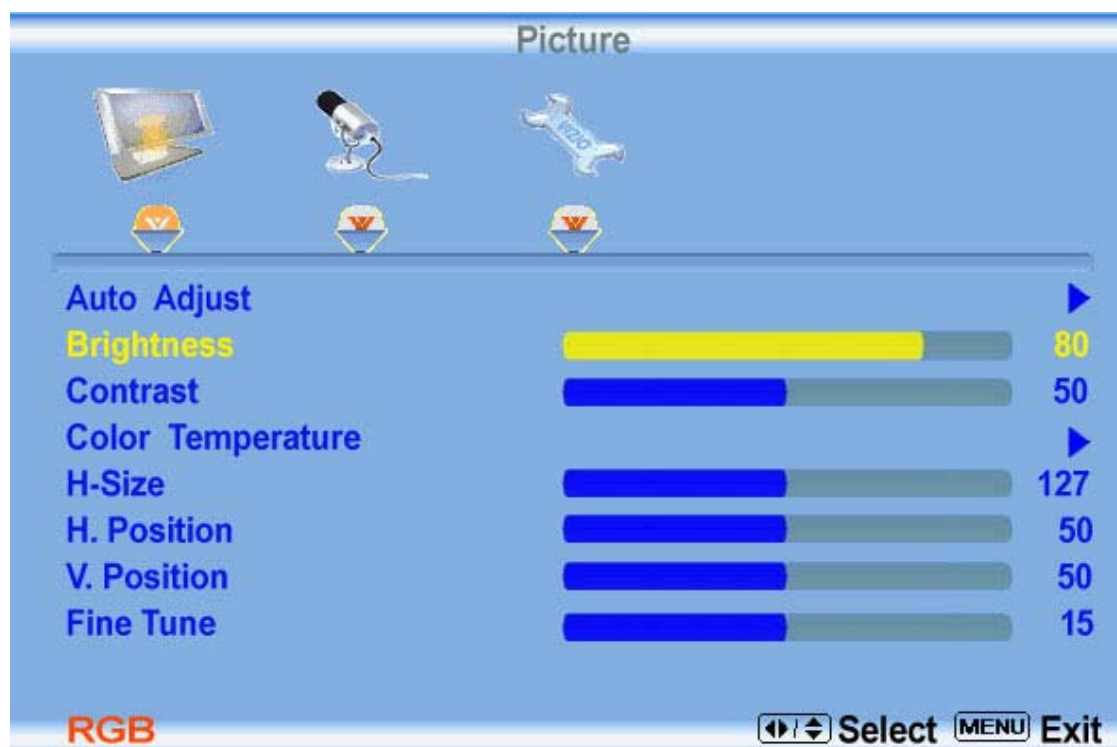 Picture
VIZIO
Auto Adjust
Brightness 80
Contrast 50
Color Temperature
H-Size 127
H. Position 50
V. Position 50
Fine Tune 15
RGB / Select MENU Exit